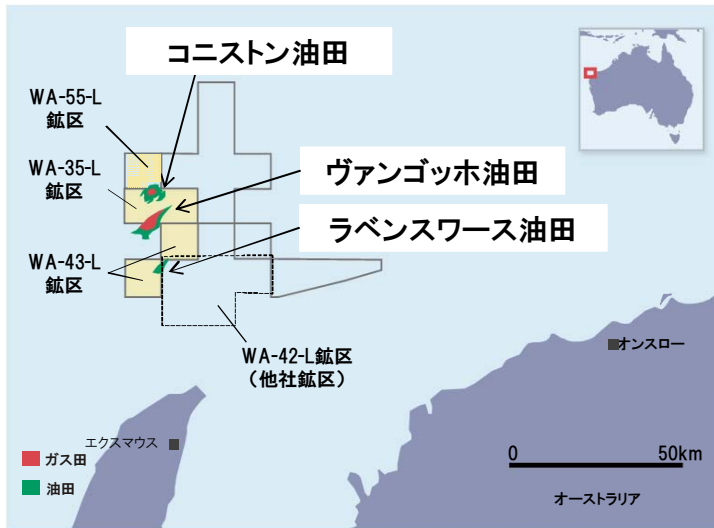 コニストン油田
WA-55-L
鉱区
WA-35-L
鉱区
ヴァンゴッホ油田
ラベンスワース油田
WA-43-L
鉱区
WA-42-L鉱区
（他社鉱区）
オンスロー
エクスマウス
ガス田
油田
0 50km
オーストラリア